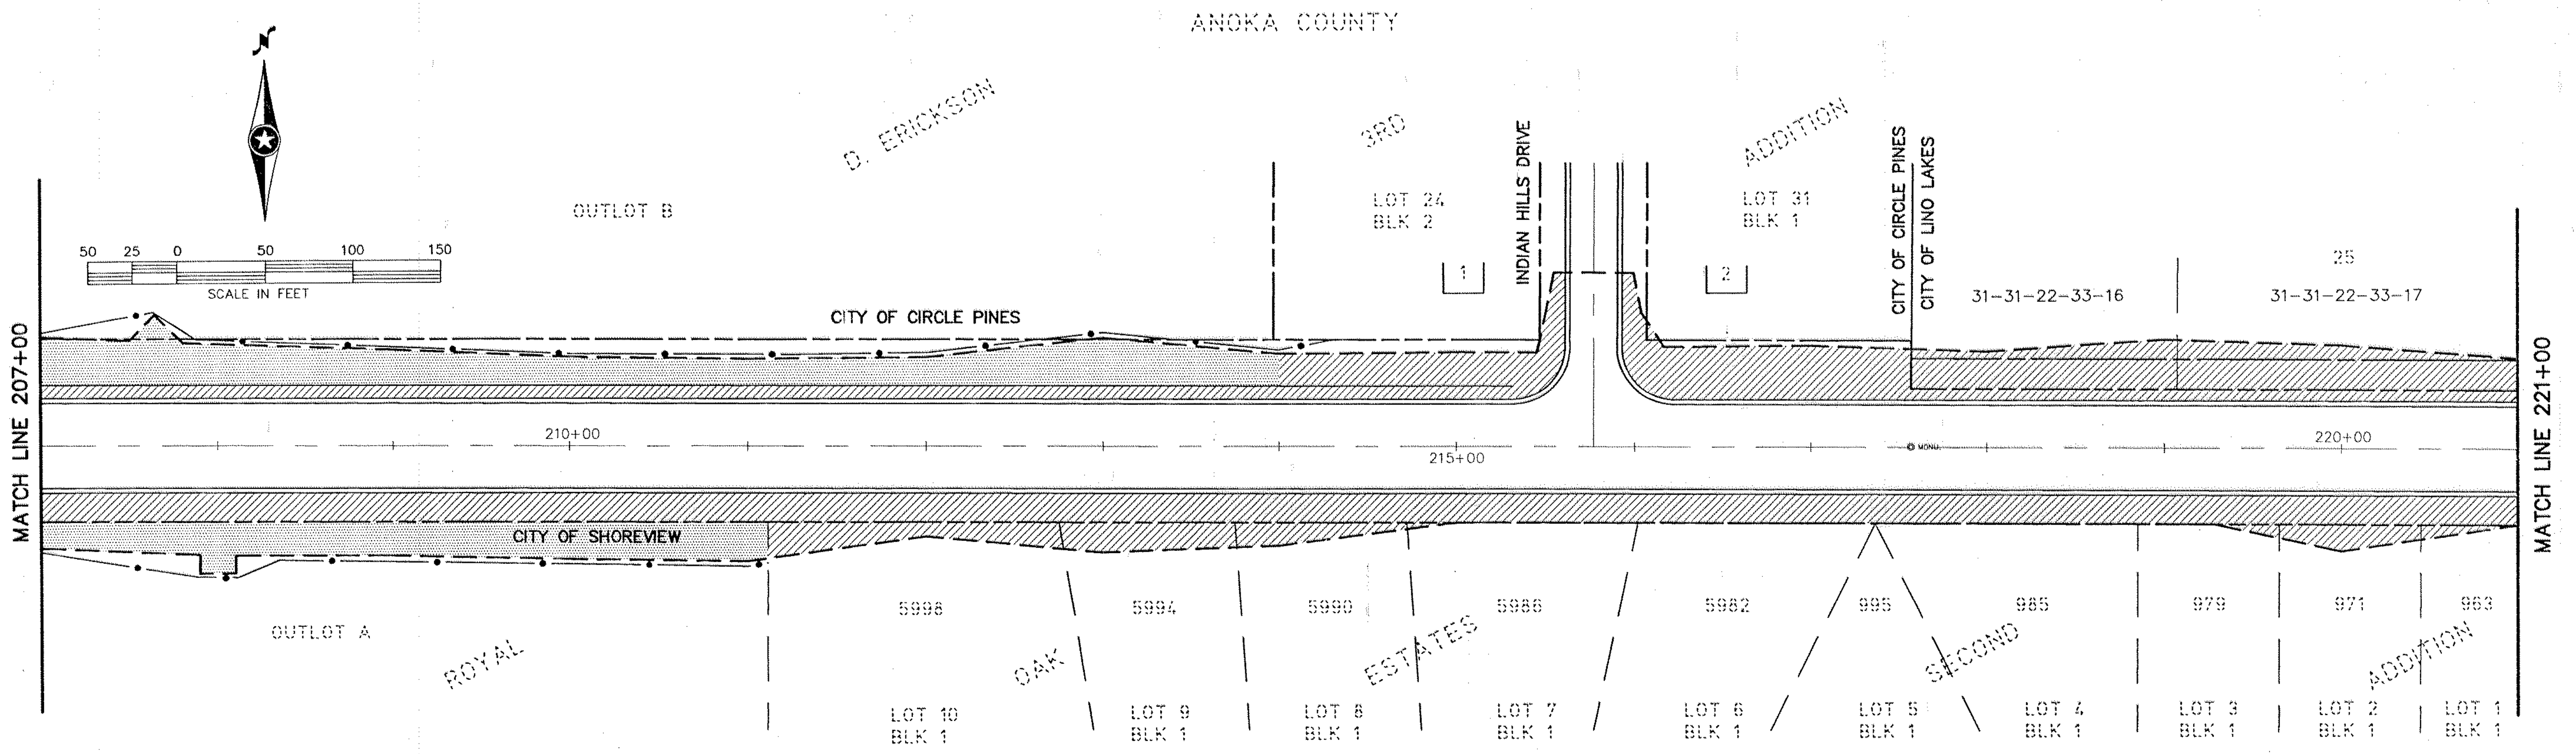 ANOKA COUNTY
N
D. ERICKSON
3RD
ADDITION
OUTLOT B
LOT 24
BLK 2
INDIAN HILLS DRIVE
LOT 31
BLK 1
CITY OF CIRCLE PINES
CITY OF LINO LAKES
50 25 0 50 100 150
SCALE IN FEET
1
2
25
31-31-22-33-16
31-31-22-33-17
CITY OF CIRCLE PINES
MATCH LINE 207+00
210+00
215+00
MONU.
220+00
MATCH LINE 221+00
CITY OF SHOREVIEW
5998
5994
5990
5986
5982
995
985
979
971
963
OUTLOT A
ROYAL
OAK
ESTATES
SECOND
ADDITION
LOT 10
BLK 1
LOT 9
BLK 1
LOT 8
BLK 1
LOT 7
BLK 1
LOT 6
BLK 1
LOT 5
BLK 1
LOT 4
BLK 1
LOT 3
BLK 1
LOT 2
BLK 1
LOT 1
BLK 1